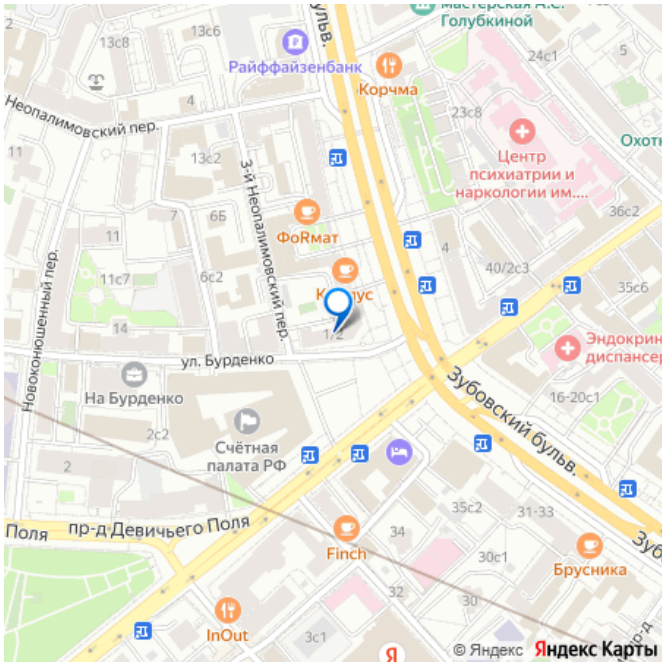 мастерская А.С.
Голубкиной
13с8
13с6
бульв.
24с1
5
Райффайзенбанк
Корчма
4
23с8
Неопалимовский пер.
Охотн
11
13с2
3-й Неопалимовский пер.
Центр
психиатрии и
наркологии им....
7
6Б
36с2
11
ФоRмат
4
11с7
6с2
40/2с3
35с6
Новоконюшенный пер.
14
1/2
ул. Бурденко
Эндокрин
диспансер
На Бурденко
Зубовский бульв.
16-20с1
2с2
Счётная
палата РФ
2
35с2
31-33
Поля
пр-д Девичьего Поля
34
Finch
30с1
Зубо
Брусника
32
30
InOut
3с1
пр-д
Я
© Яндекс Яндекс Карты